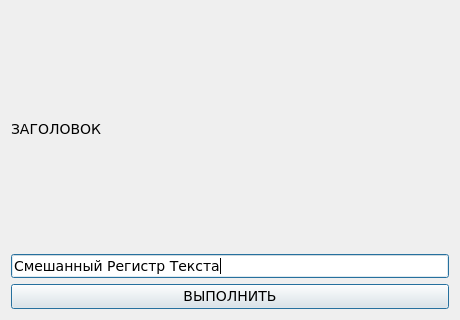 ЗАГОЛОВОК
Смешанный Регистр Текста
ВЫПОЛНИТЬ